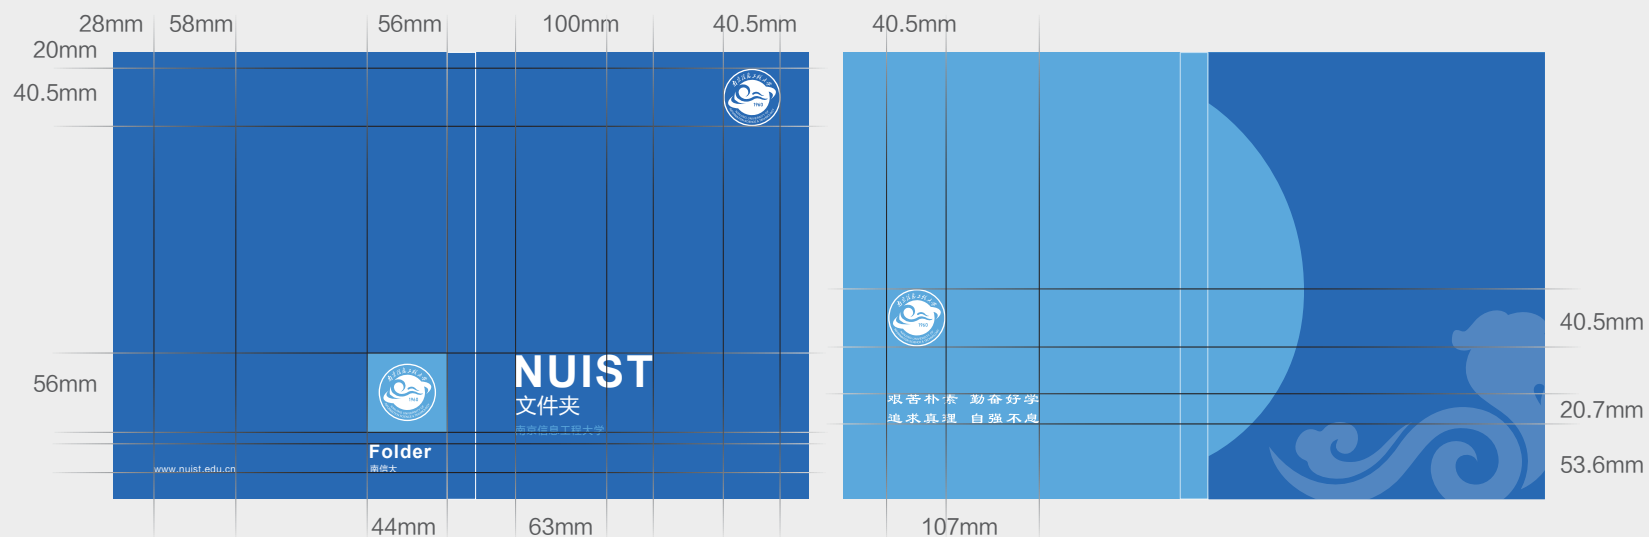 28mm 58mm 56mm 100mm 40.5mm 40.5mm
20mm
40.5mm
1960
1960
40.5mm
56mm
1960
NUIST
文件夹
南京信息工程大学
艰苦朴素 勤奋好学
追求真理 自强不息
20.7mm
Folder
南信大
www.nuist.edu.cn
53.6mm
44mm 63mm 107mm